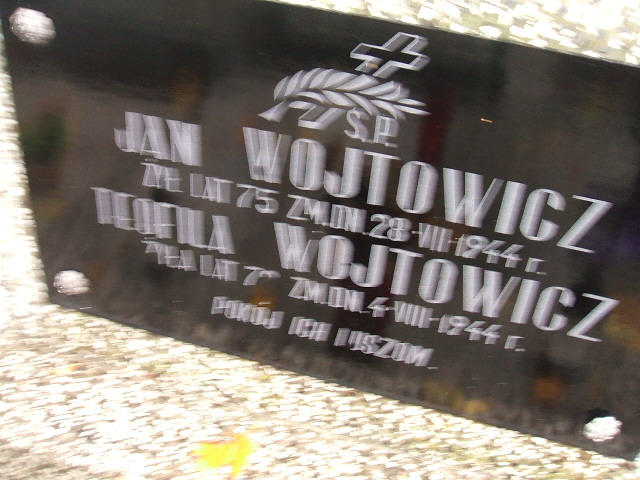 Ś.P.
JAN WOJTOWICZ
ŻYŁ LAT 75 ZM. DN. 28-VII-1944 r.
TEOFILA WOJTOWICZ
ŻYŁA LAT ZM. DN. 4-VIII-1944 r.
POKÓJ ICH DUSZOM.